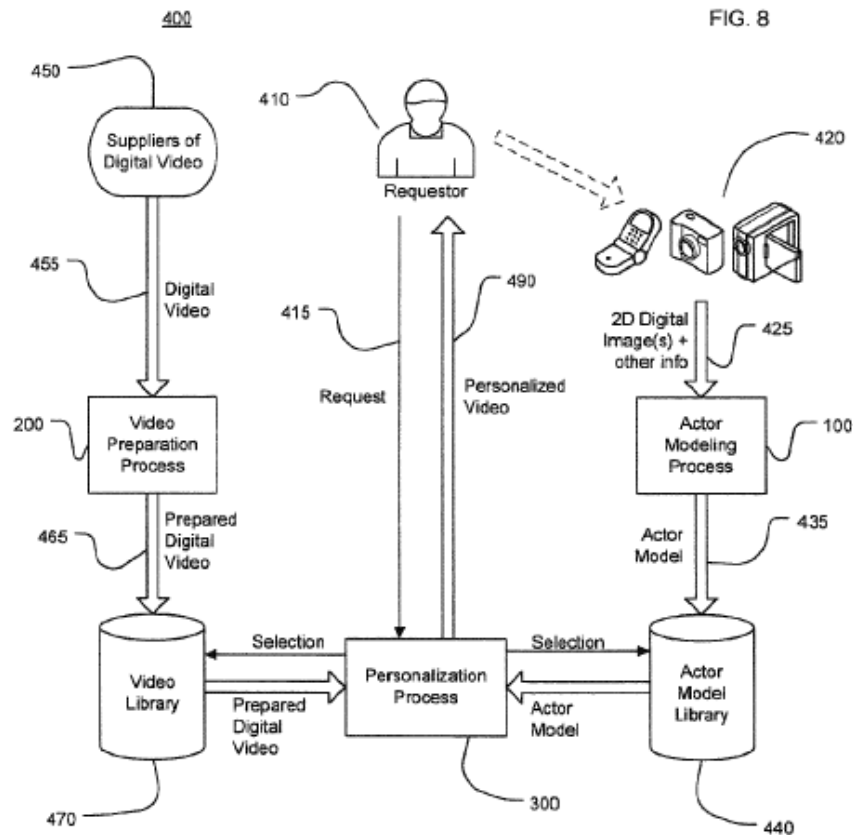 400
FIG. 8
450
410
420
Suppliers of
Digital Video
Requestor
455
Digital
Video
415
490
2D Digital
Image(s) +
other info
425
Request
Personalized
Video
200
Video
Preparation
Process
Actor
Modeling
Process
100
465
Prepared
Digital
Video
Actor
Model
435
Selection
Selection
Video
Library
Personalization
Process
Actor
Model
Library
Prepared
Digital
Video
Actor
Model
470
300
440